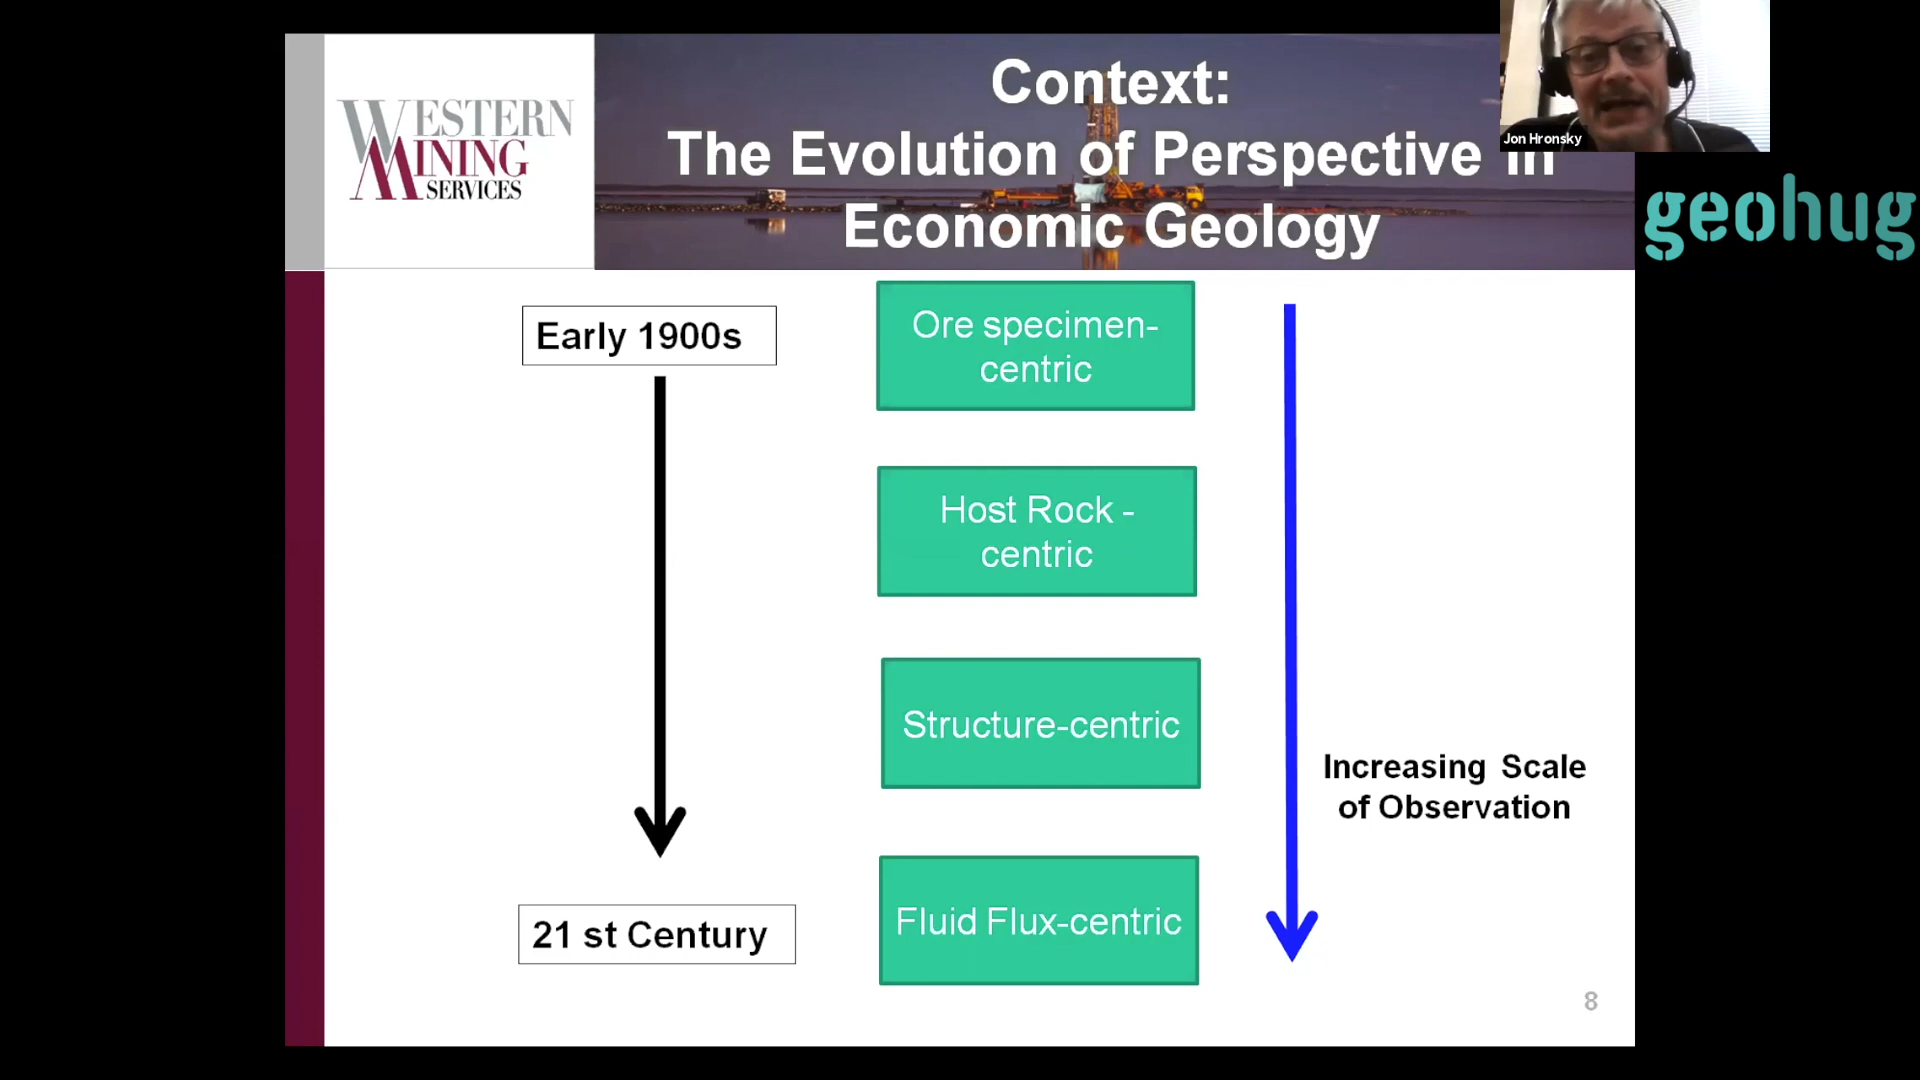 WESTERN
MINING
SERVICES
Context:
The Evolution of Perspective in
Economic Geology
Jon Hronsky
geohug
Early 1900s
Ore specimen-
centric
Host Rock -
centric
Structure-centric
Increasing Scale
of Observation
21 st Century
Fluid Flux-centric
8